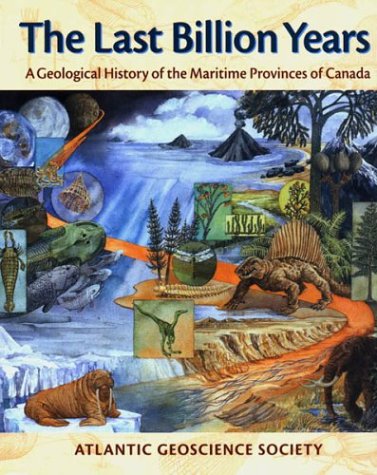 The Last Billion Years
A Geological History of the Maritime Provinces of Canada
ATLANTIC GEOSCIENCE SOCIETY